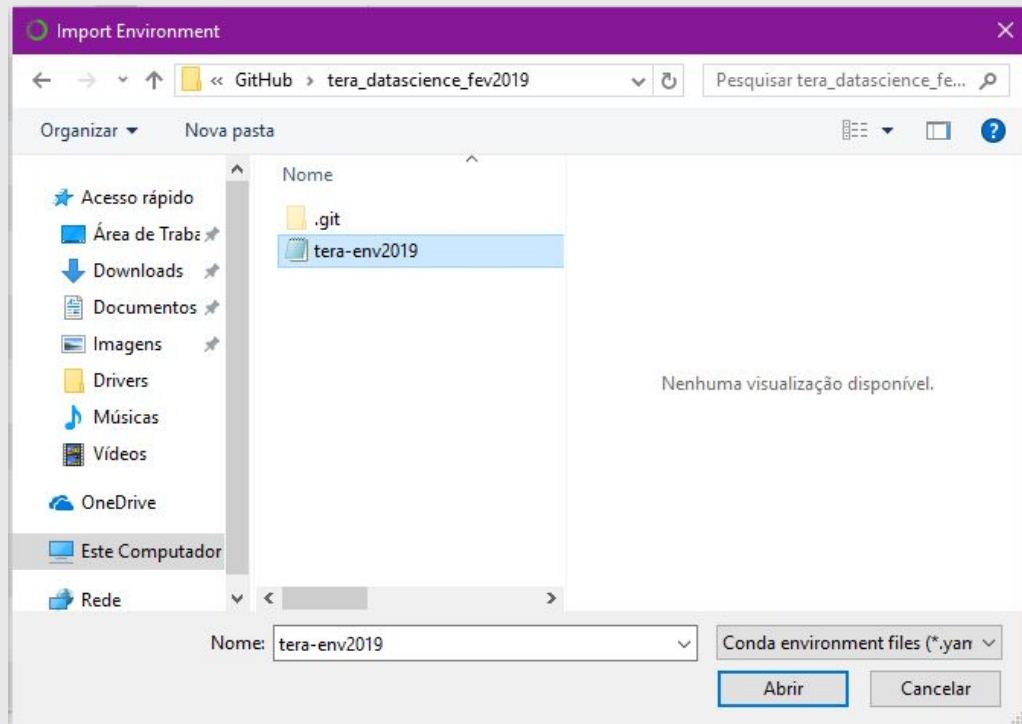 Import Environment
« GitHub › tera_datascience_fev2019
Pesquisar tera_datascience_fe...
Organizar
Nova pasta
Nome
Acesso rápido
Área de Traba
Downloads
Documentos
Imagens
Drivers
Músicas
Vídeos
OneDrive
Este Computador
Rede
.git
tera-env2019
Nenhuma visualização disponível.
Nome: tera-env2019
Conda environment files (*.yam
Abrir
Cancelar